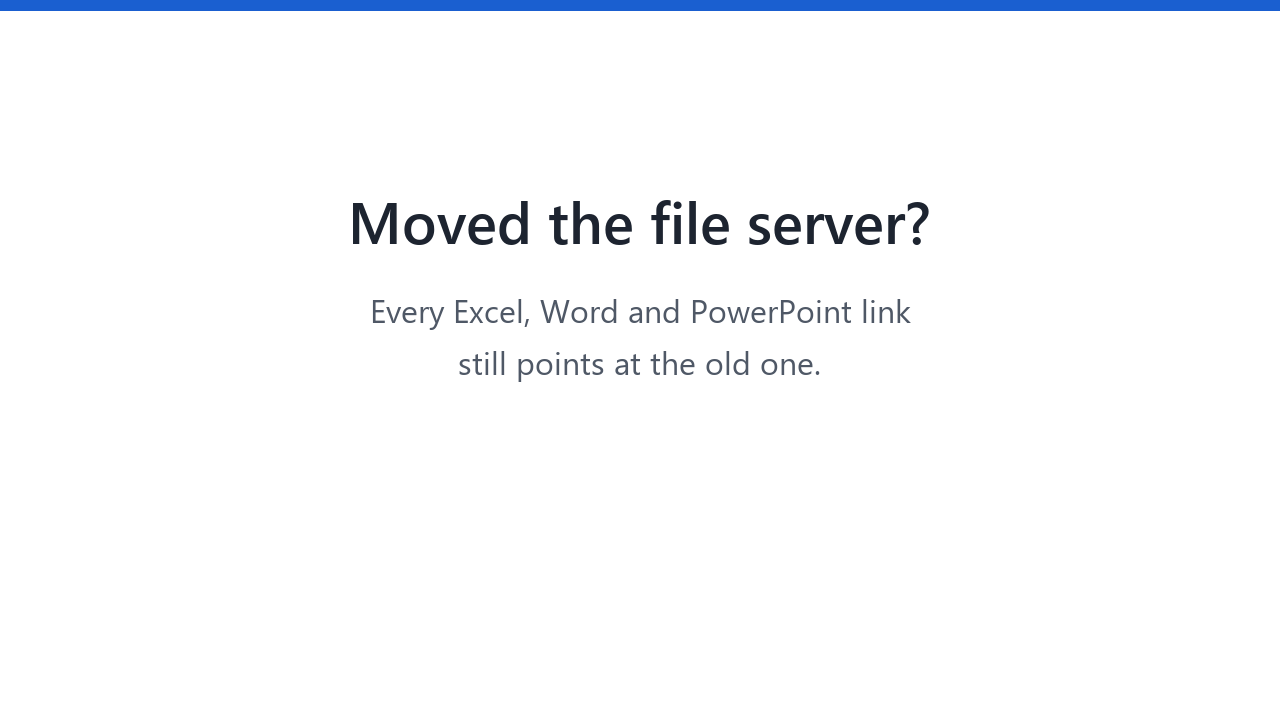 Moved the file server?
Every Excel, Word and PowerPoint link
still points at the old one.